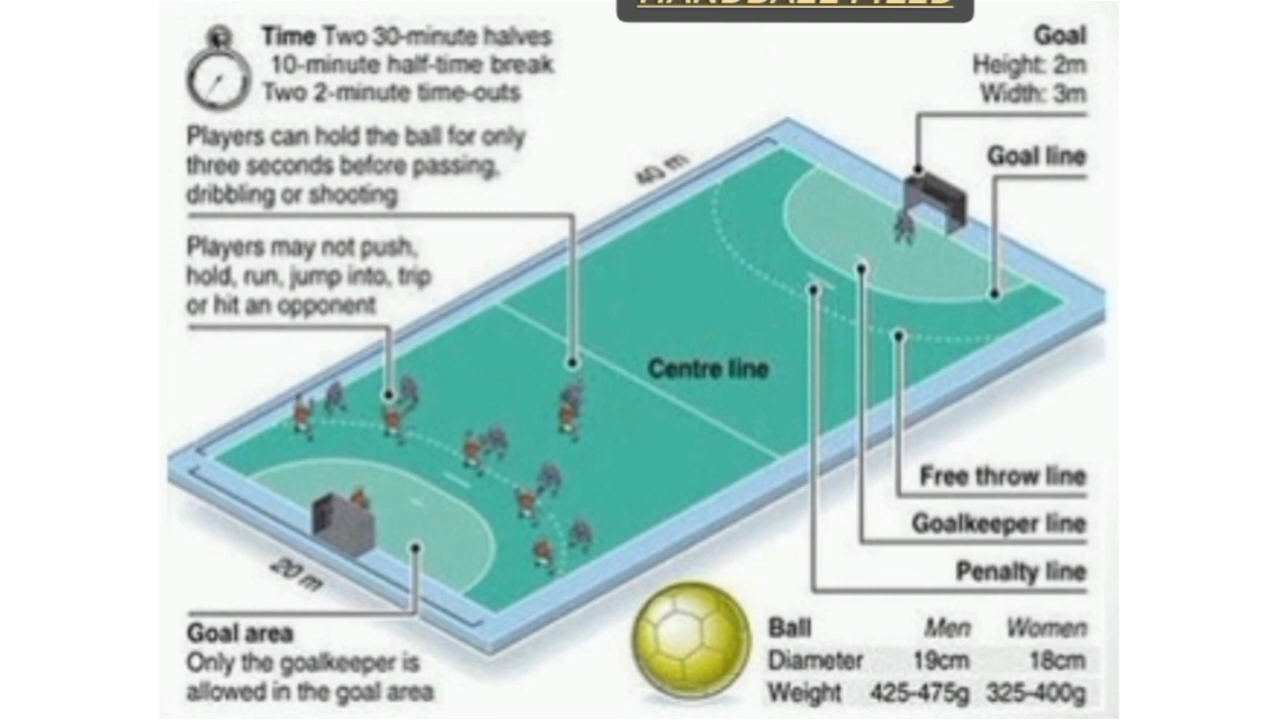 HANDBALL FIELD
Time Two 30-minute halves
10-minute half-time break
Two 2-minute time-outs
Players can hold the ball for only
three seconds before passing,
dribbling or shooting
Players may not push,
hold, run, jump into, trip
or hit an opponent
Goal
Height: 2m
Width: 3m
Goal line
40 m
Centre line
Free throw line
Goalkeeper line
Penalty line
20 m
Goal area
Only the goalkeeper is
allowed in the goal area
Ball Men Women
Diameter 19cm 18cm
Weight 425-475g 325-400g